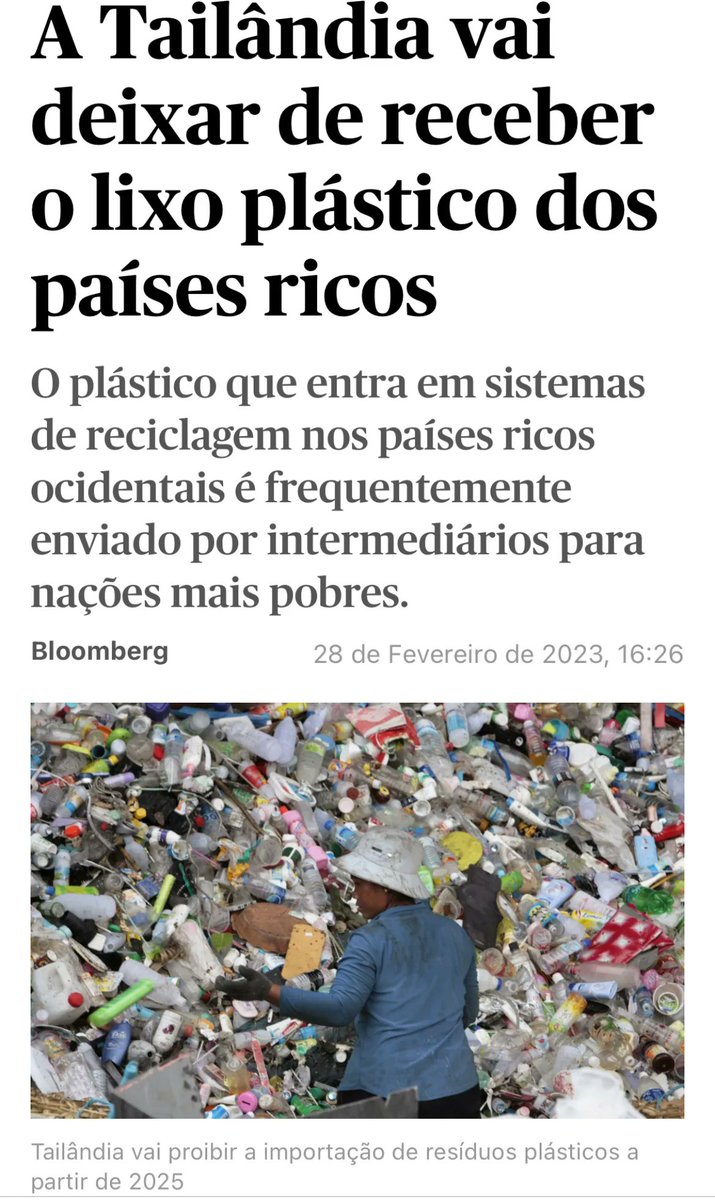 A Tailândia vai
deixar de receber
o lixo plástico dos
países ricos
O plástico que entra em sistemas
de reciclagem nos países ricos
ocidentais é frequentemente
enviado por intermediários para
nações mais pobres.
Bloomberg
28 de Fevereiro de 2023, 16:26
Tailândia vai proibir a importação de resíduos plásticos a
partir de 2025